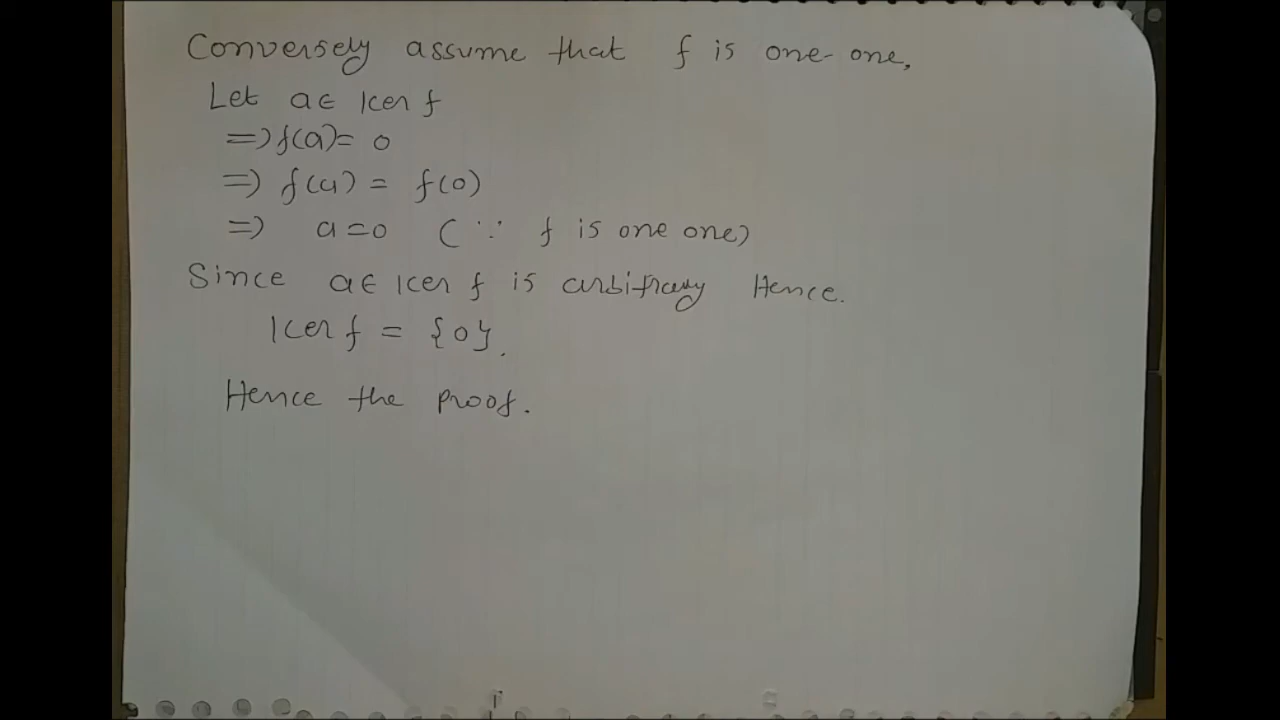 Conversely assume that f is one-one,
Let a ∈ Ker f
=> f(a) = 0
=> f(a) = f(0)
=> a = 0 (∵ f is one one)
Since a ∈ Ker f is arbitrary Hence.
Ker f = {0}.
Hence the proof.